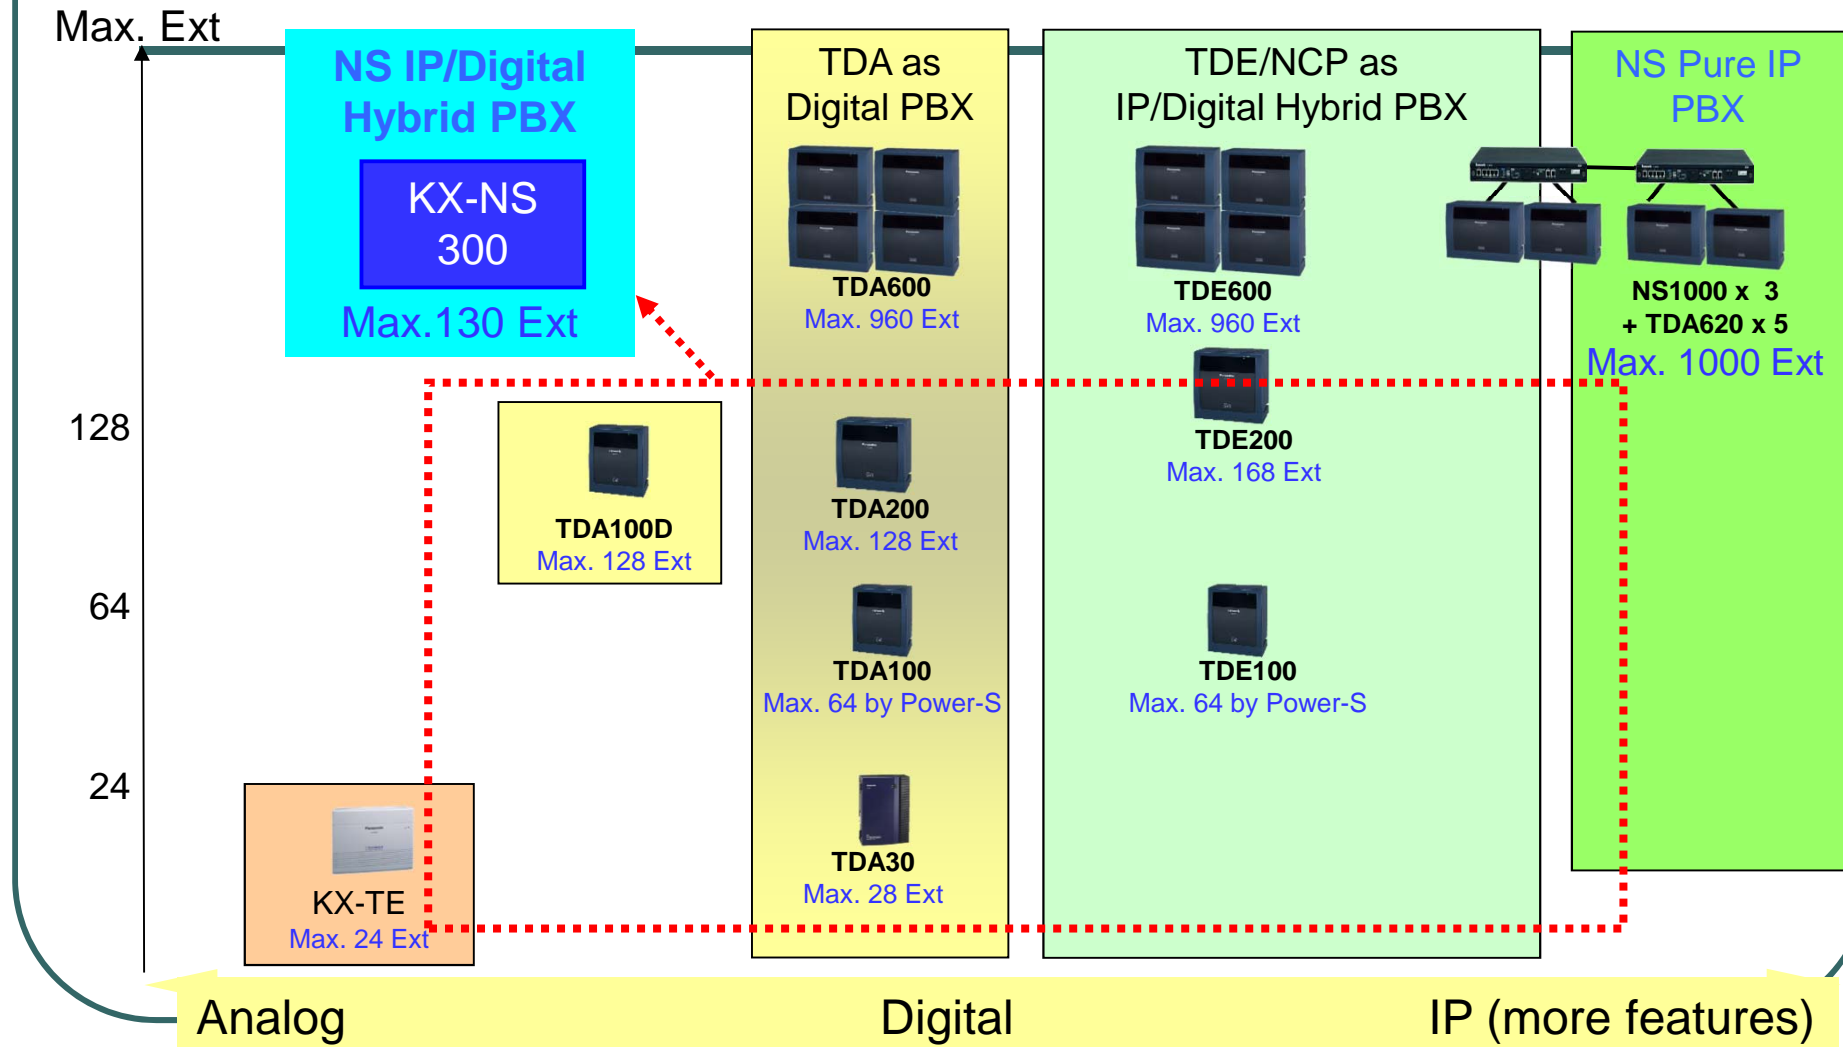 Max. Ext
NS IP/Digital
Hybrid PBX
KX-NS
300
Max.130 Ext
TDA as
Digital PBX
TDA600
Max. 960 Ext
TDE/NCP as
IP/Digital Hybrid PBX
TDE600
Max. 960 Ext
NS Pure IP
PBX
NS1000 x 3
+ TDA620 x 5
Max. 1000 Ext
128
TDA100D
Max. 128 Ext
TDA200
Max. 128 Ext
TDE200
Max. 168 Ext
64
TDA100
Max. 64 by Power-S
TDE100
Max. 64 by Power-S
24
KX-TE
Max. 24 Ext
TDA30
Max. 28 Ext
Analog
Digital
IP (more features)